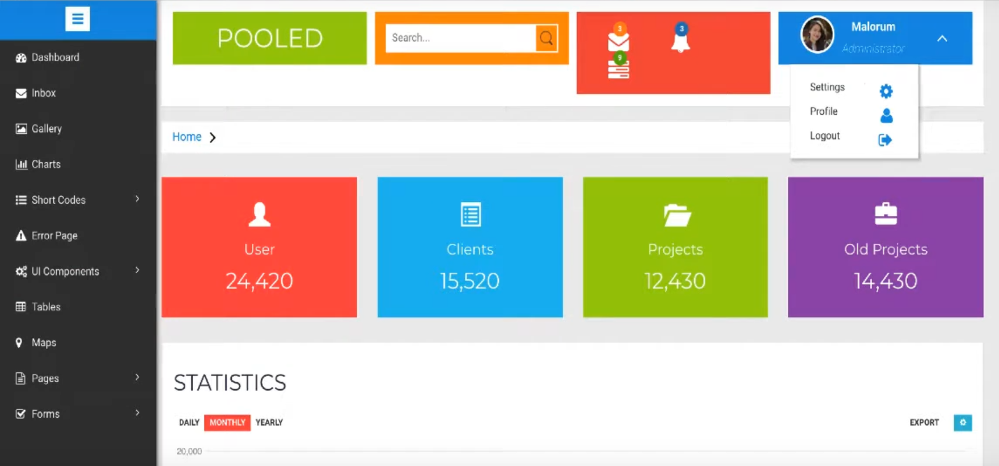 Dashboard
Inbox
Gallery
Charts
Short Codes
Error Page
UI Components
Tables
Maps
Pages
Forms
POOLED
Search...
3
3
9
Malorum
Administrator
Settings
Profile
Logout
Home
User
24,420
Clients
15,520
Projects
12,430
Old Projects
14,430
STATISTICS
DAILY MONTHLY YEARLY
EXPORT
20,000